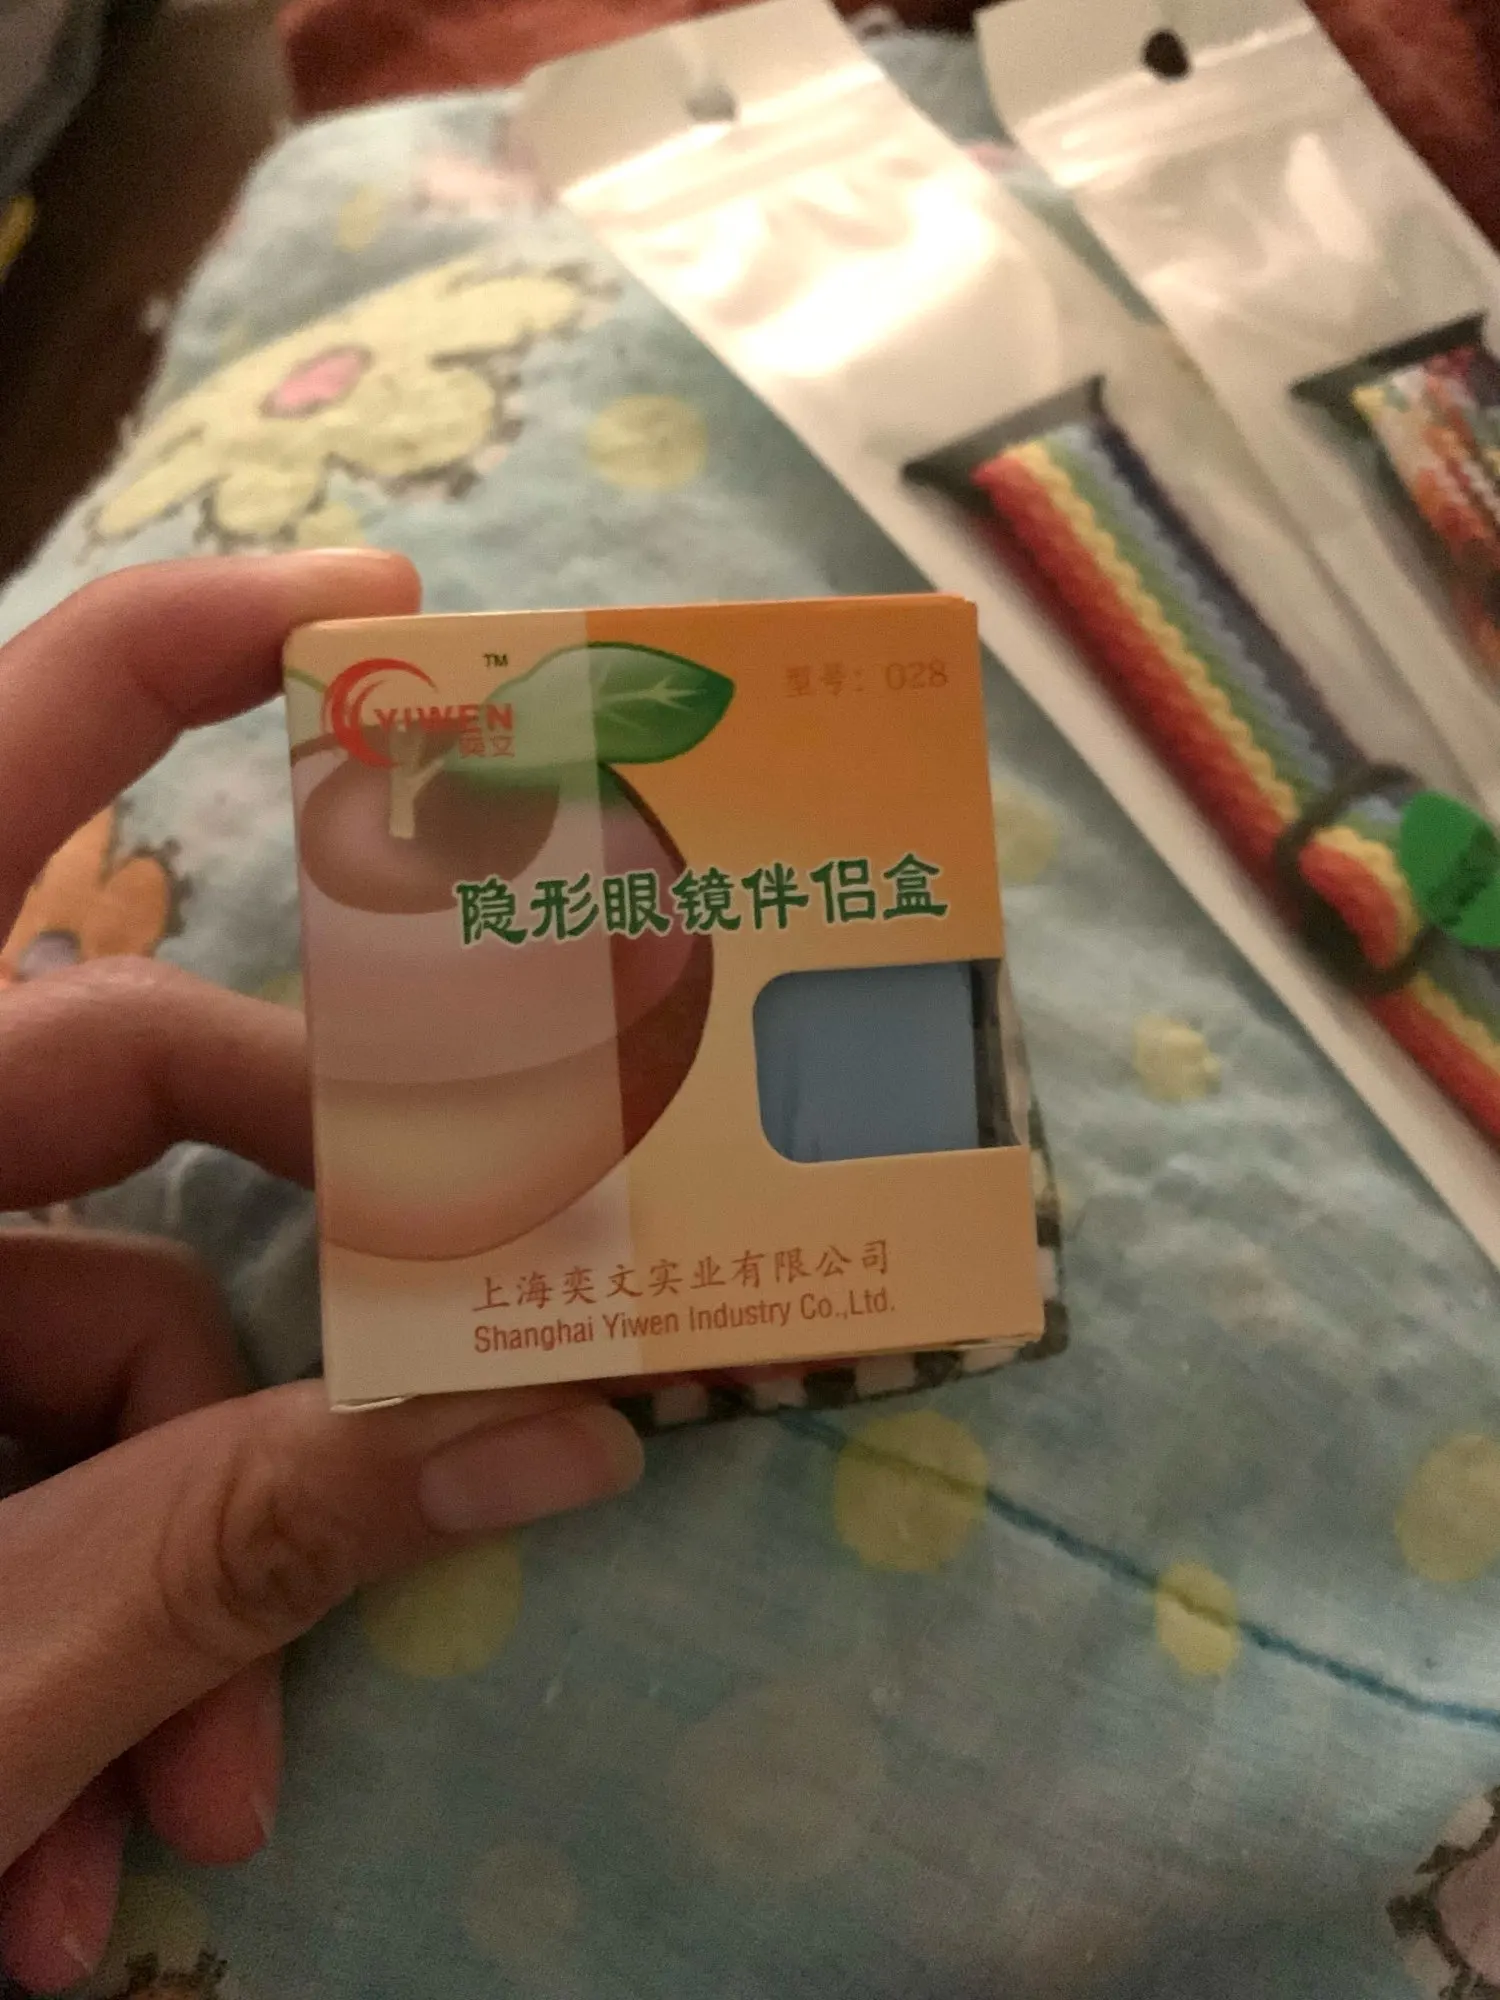 TM
YIWEN
奕文
型号：028
隐形眼镜伴侣盒
上海奕文实业有限公司
Shanghai Yiwen Industry Co.,Ltd.